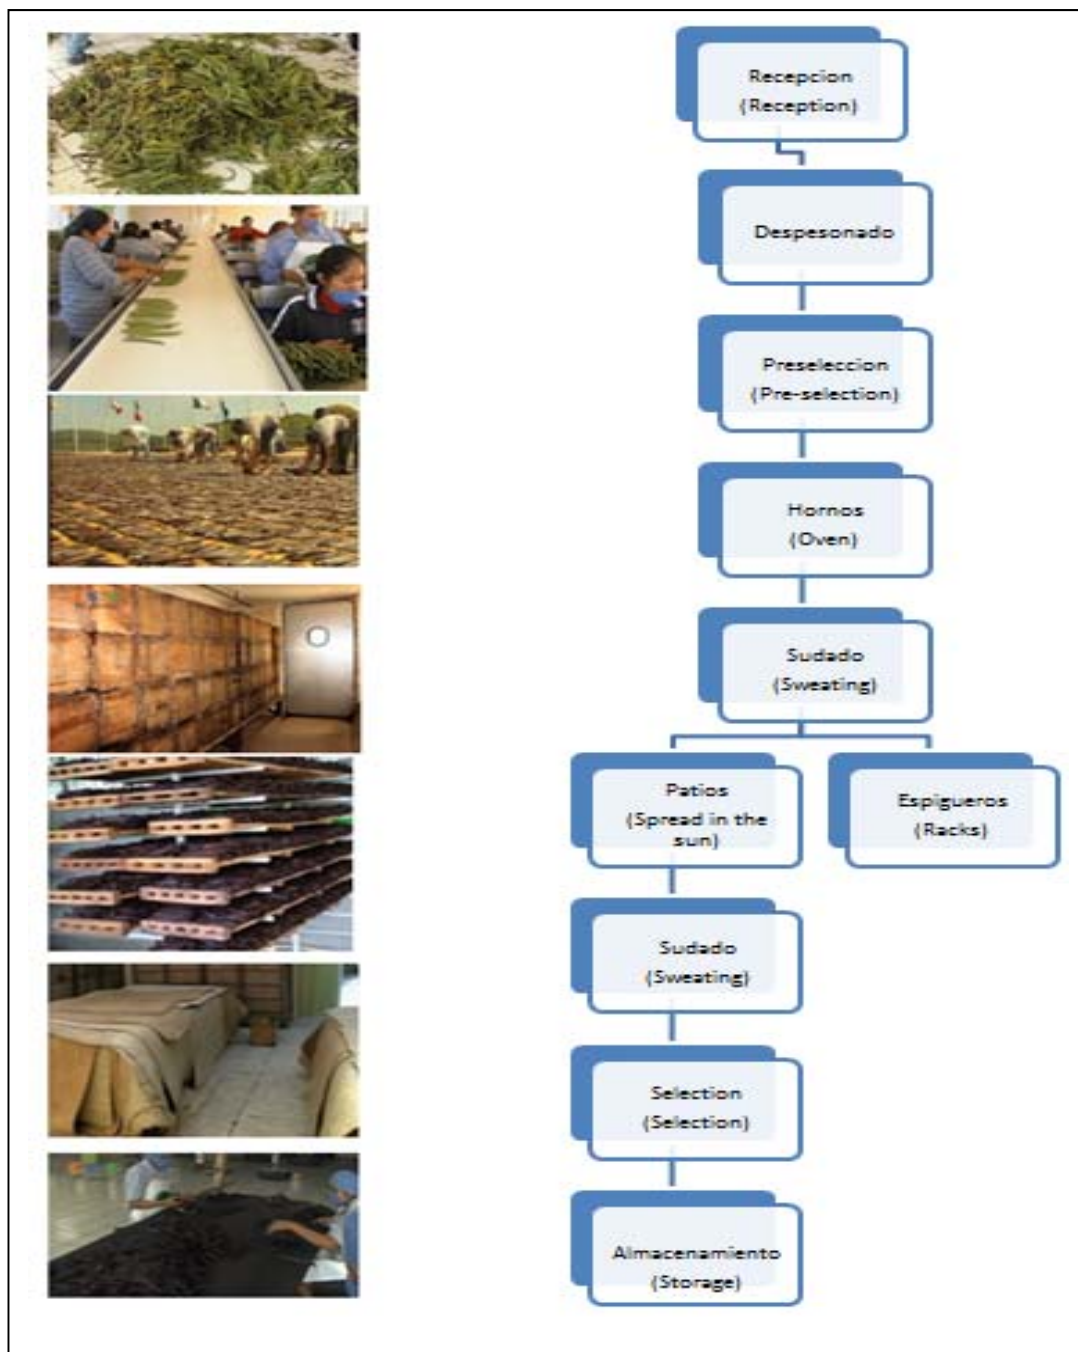 Recepcion
(Reception)
Despesonado
Preseleccion
(Pre-selection)
Hornos
(Oven)
Sudado
(Sweating)
Patios
(Spread in the
sun)
Espigueros
(Racks)
Sudado
(Sweating)
Selection
(Selection)
Almacenamiento
(Storage)